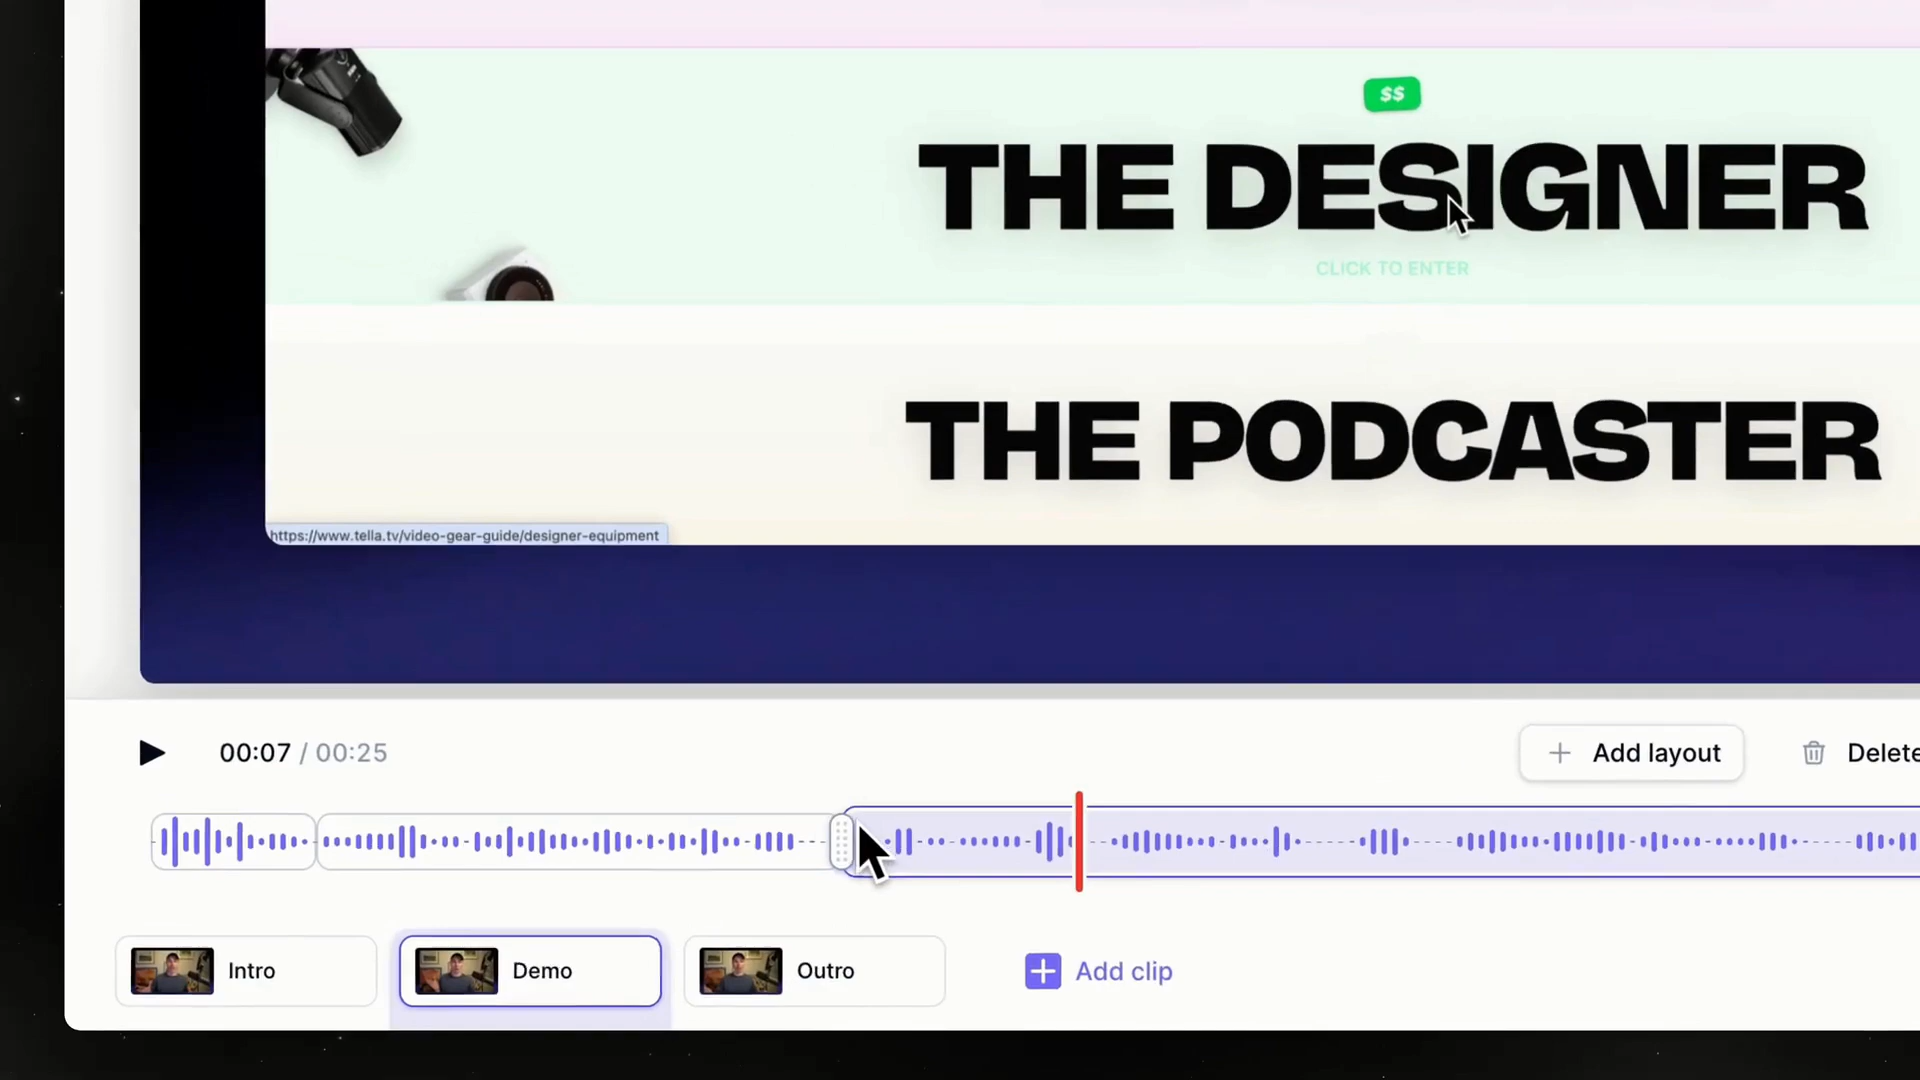 $$
THE DESIGNER
CLICK TO ENTER
THE PODCASTER
https://www.tella.tv/video-gear-guide/designer-equipment
00:07 / 00:25
Add layout
Delete
Intro
Demo
Outro
Add clip